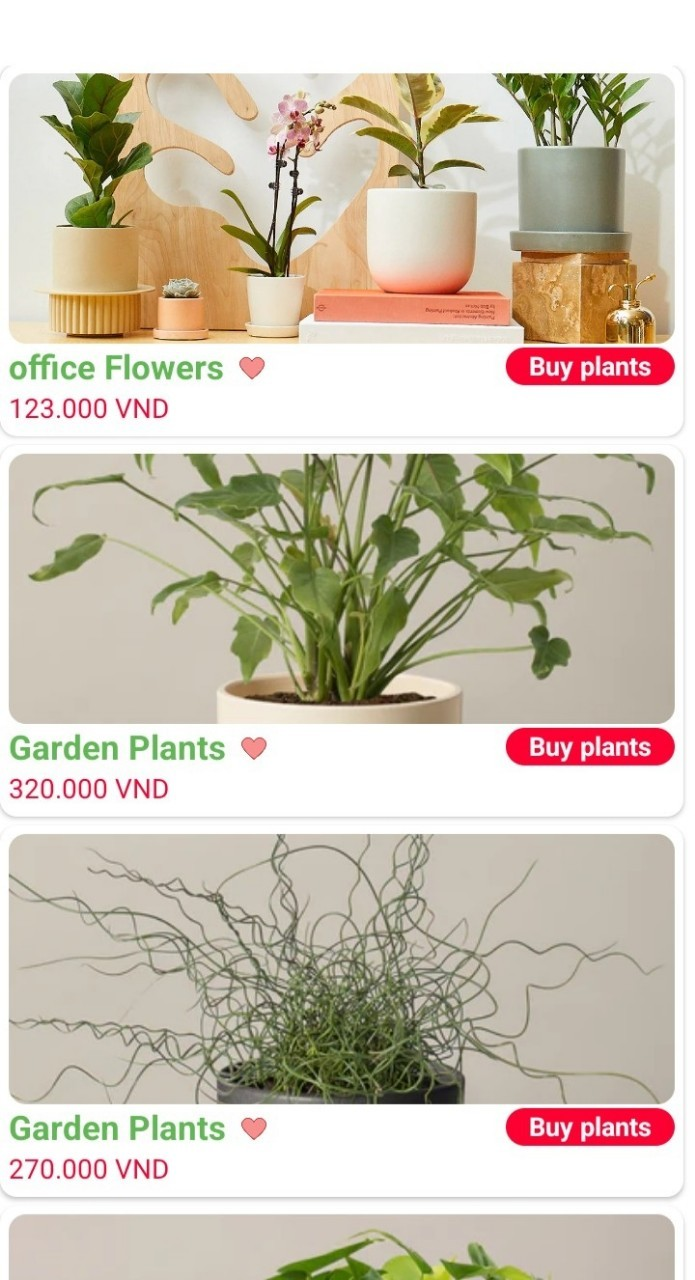 office Flowers
Buy plants
123.000 VND
Garden Plants
Buy plants
320.000 VND
Garden Plants
Buy plants
270.000 VND